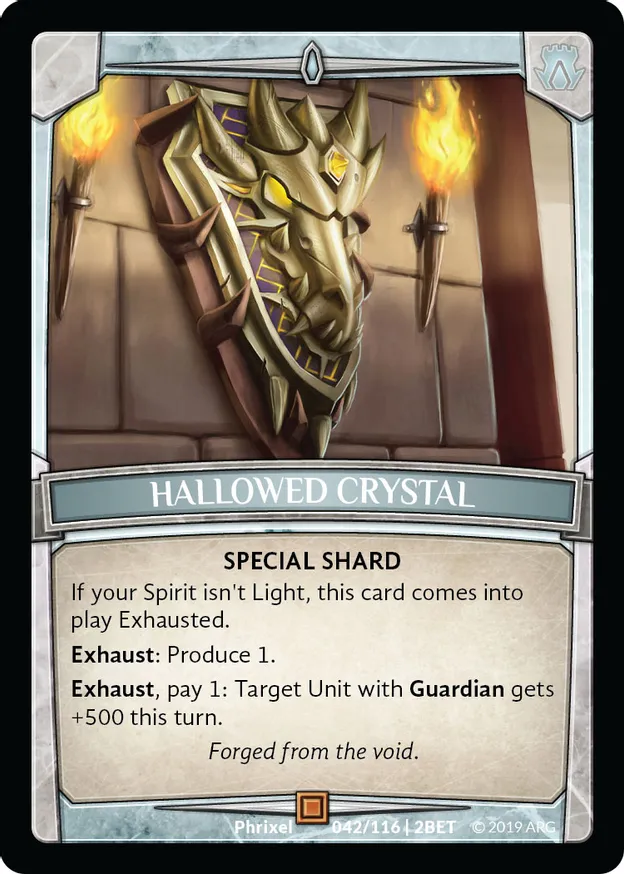 HALLOWED CRYSTAL
SPECIAL SHARD
If your Spirit isn't Light, this card comes into
play Exhausted.
Exhaust: Produce 1.
Exhaust, pay 1: Target Unit with Guardian gets
+500 this turn.
Forged from the void.
Phrixel 042/116 | 2BET © 2019 ARG